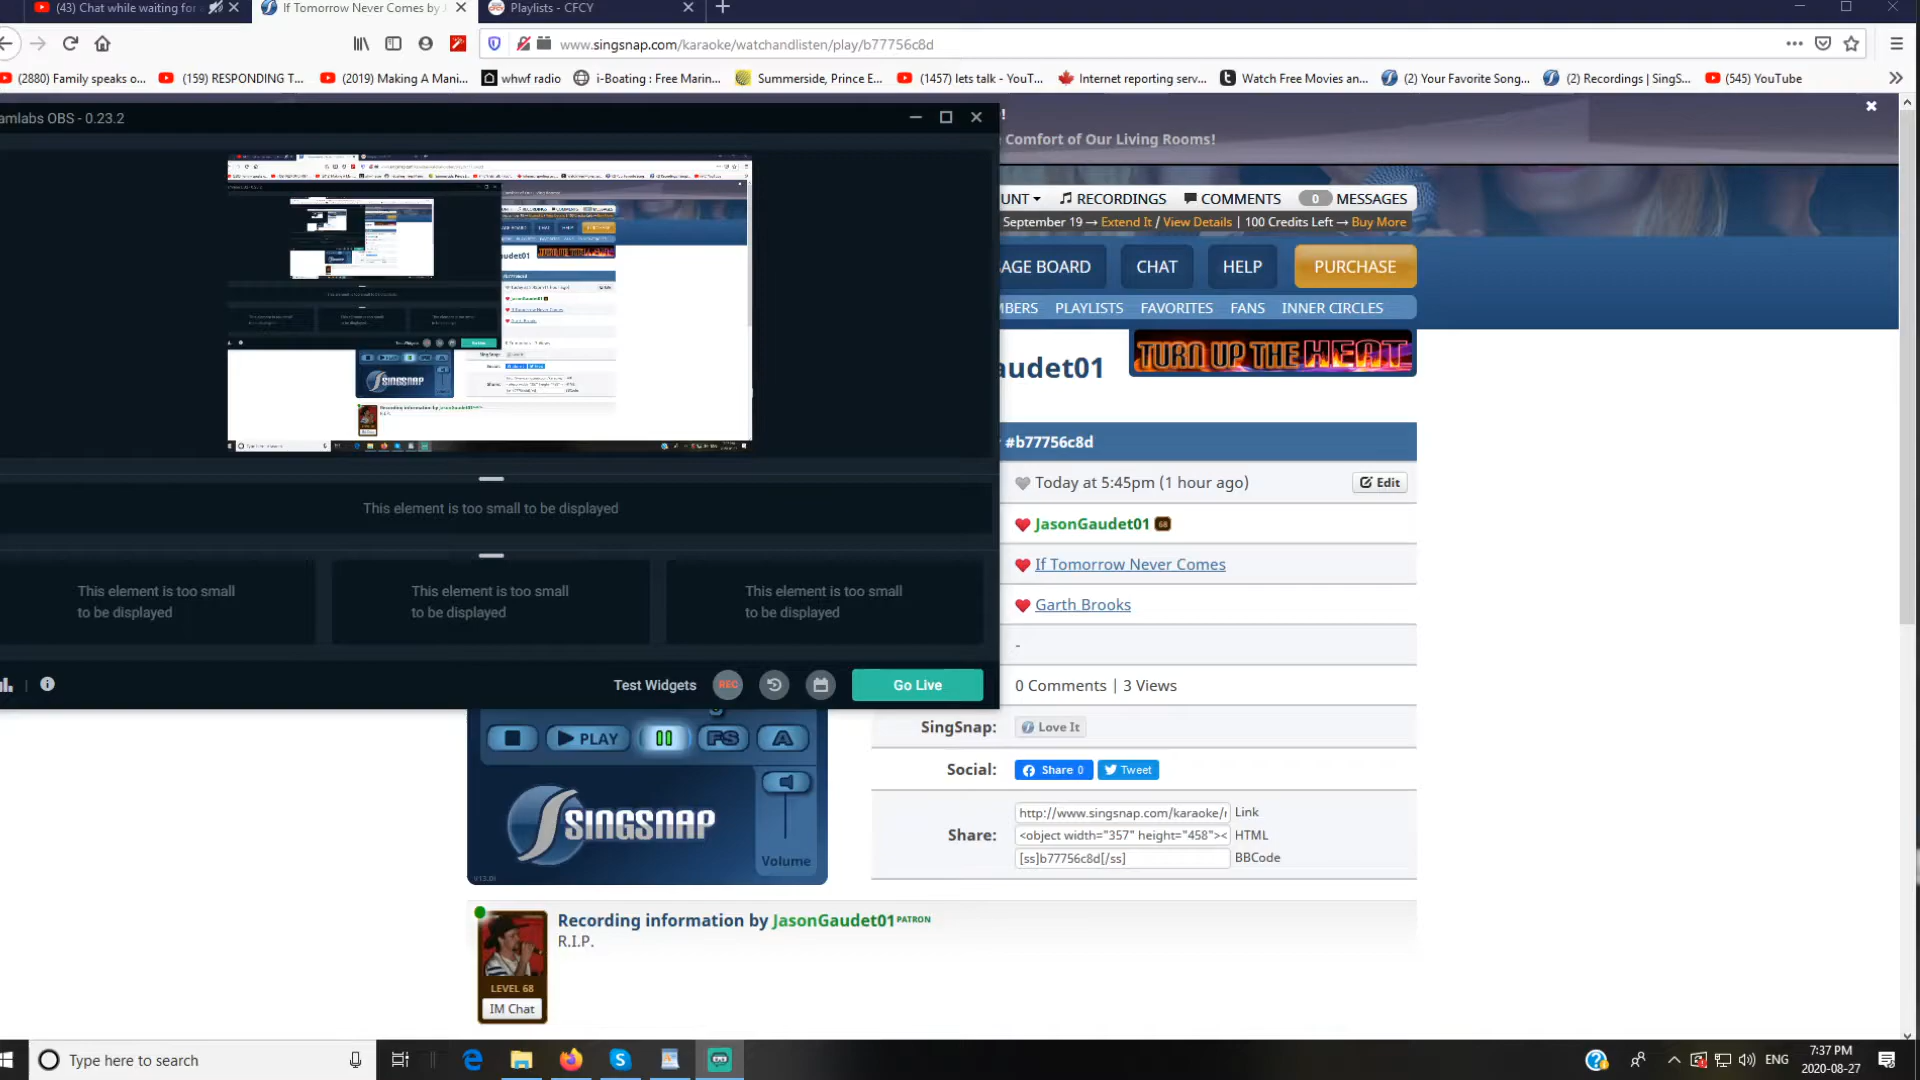 (43) Chat while waiting for
If Tomorrow Never Comes by J
Playlists - CFCY
www.singsnap.com/karaoke/watchandlisten/play/b77756c8d
(2880) Family speaks o...
(159) RESPONDING T...
(2019) Making A Mani...
whwf radio
i-Boating : Free Marin...
Summerside, Prince E...
(1457) lets talk - YouT...
Internet reporting serv...
Watch Free Movies an...
(2) Your Favorite Song...
(2) Recordings | SingS...
(545) YouTube
amlabs OBS - 0.23.2
!
Comfort of Our Living Rooms!
UNT
RECORDINGS
COMMENTS
0 MESSAGES
September 19 → Extend It / View Details | 100 Credits Left → Buy More
AGE BOARD
CHAT
HELP
PURCHASE
MBERS PLAYLISTS FAVORITES FANS INNER CIRCLES
audet01
TURN UP THE HEAT
#b77756c8d
Today at 5:45pm (1 hour ago)
Edit
JasonGaudet01 68
If Tomorrow Never Comes
Garth Brooks
-
0 Comments | 3 Views
This element is too small to be displayed
This element is too small
to be displayed
This element is too small
to be displayed
This element is too small
to be displayed
Test Widgets
REC
Go Live
PLAY
FS
A
SINGSNAP
Volume
SingSnap:
Love It
Social:
Share 0
Tweet
Share:
http://www.singsnap.com/karaoke/r
Link
<object width="357" height="458"><
HTML
[ss]b77756c8d[/ss]
BBCode
Recording information by JasonGaudet01 PATRON
R.I.P.
LEVEL 68
IM Chat
Type here to search
ENG
7:37 PM
2020-08-27